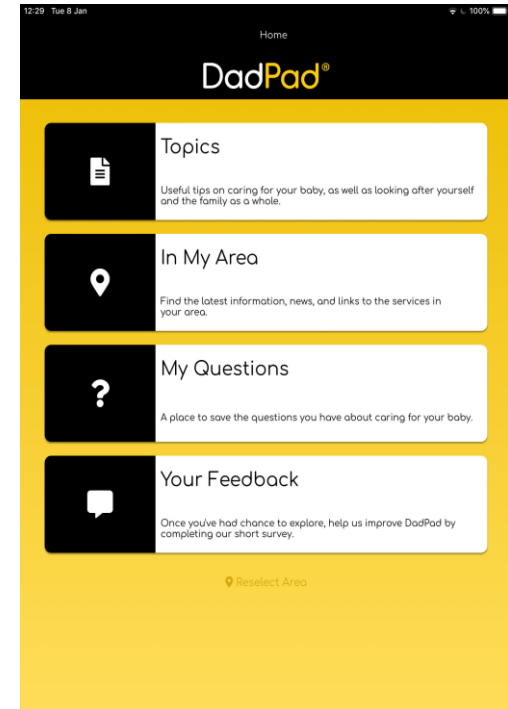 12:29 Tue 8 Jan 100%
Home
DadPad®
Topics
Useful tips on caring for your baby, as well as looking after yourself
and the family as a whole.
In My Area
Find the latest information, news, and links to the services in
your area.
?
My Questions
A place to save the questions you have about caring for your baby.
Your Feedback
Once you've had chance to explore, help us improve DadPad by
completing our short survey.
Reselect Area